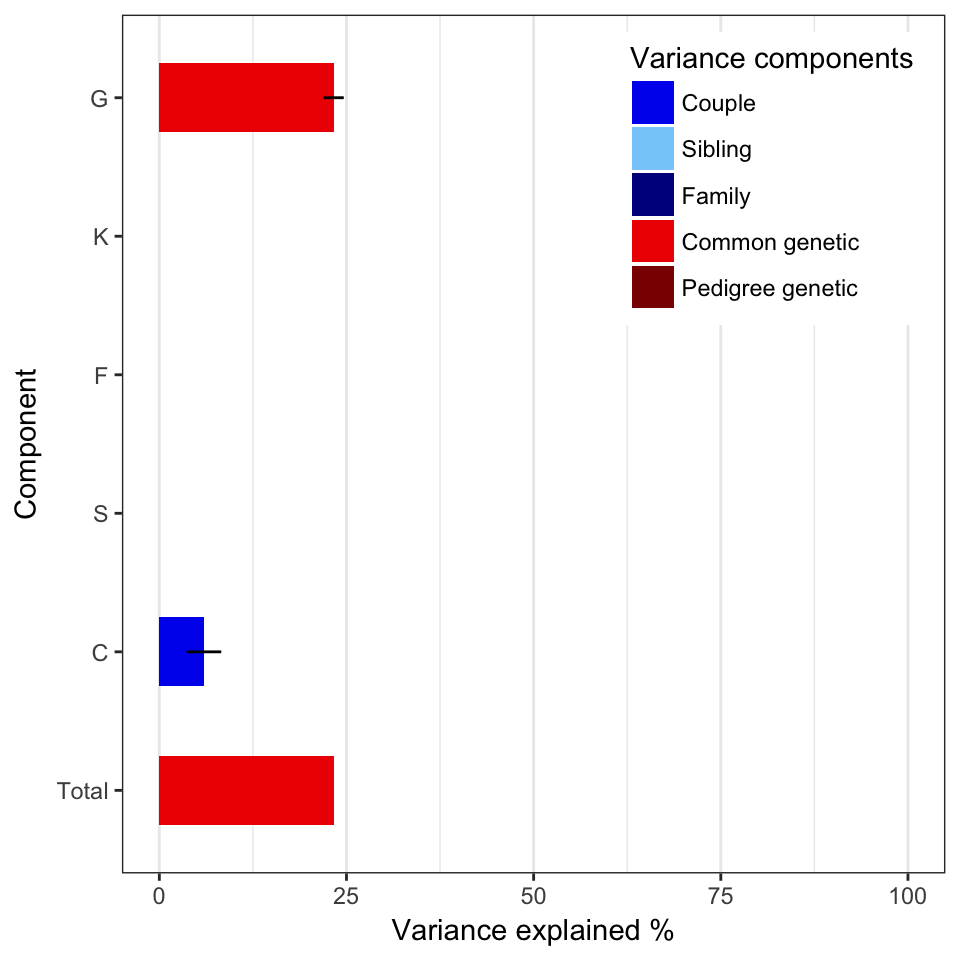 Variance components
Couple
Sibling
Family
Common genetic
Pedigree genetic
G
K
F
S
C
Total
Component
0 25 50 75 100
Variance explained %